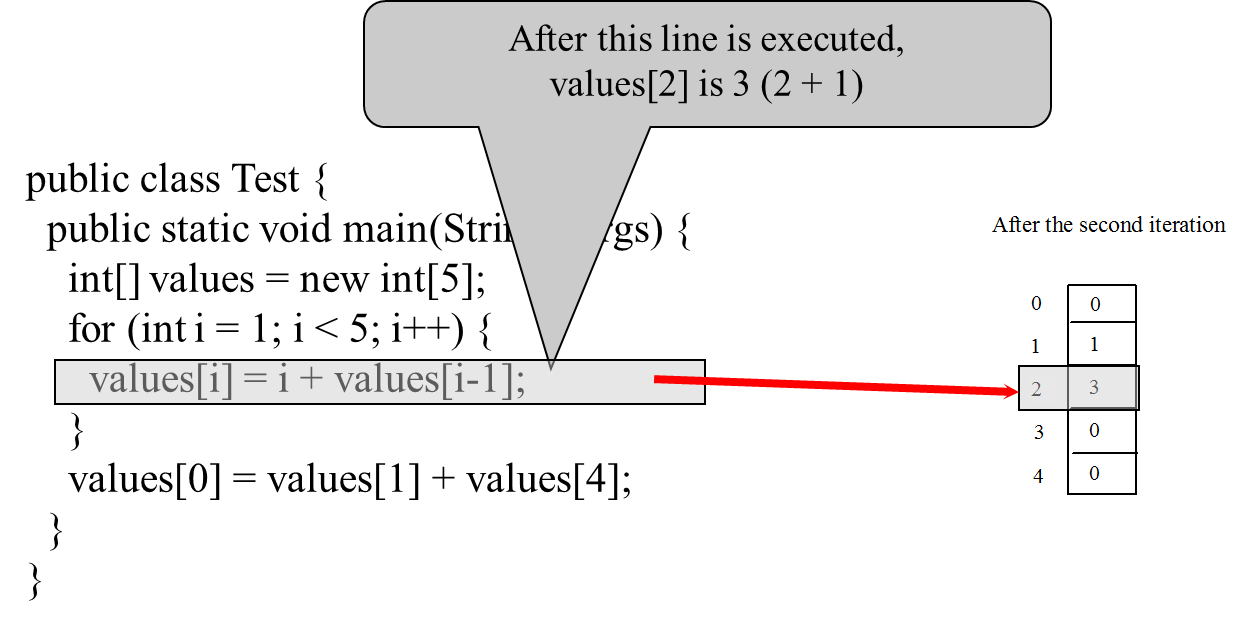 After this line is executed,
values[2] is 3 (2 + 1)
public class Test {
public static void main(Stri gs) {
int[] values = new int[5];
for (int i = 1; i < 5; i++) {
values[i] = i + values[i-1];
}
values[0] = values[1] + values[4];
}
}
After the second iteration
0 0
1 1
2 3
3 0
4 0